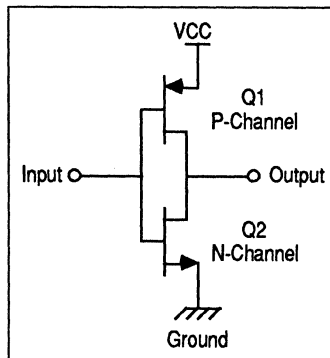 VCC
Q1
P-Channel
Input
Output
Q2
N-Channel
Ground